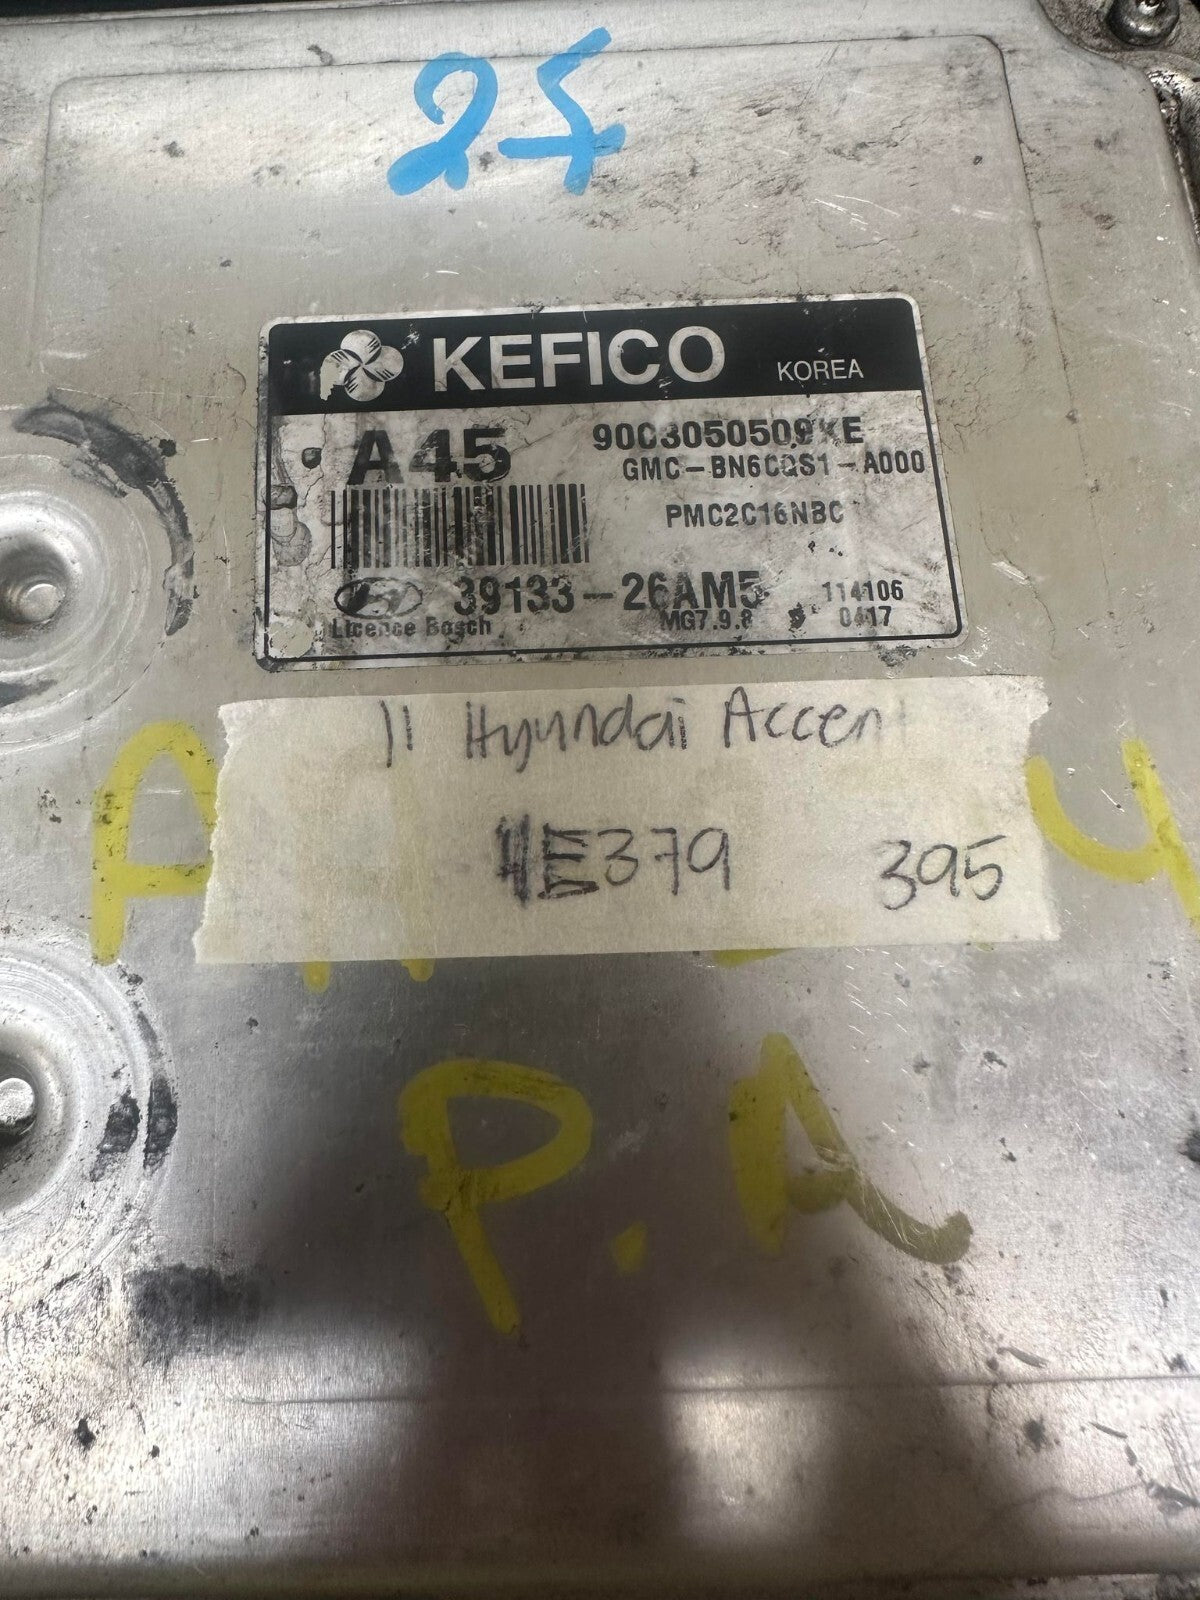 27
KEFICO KOREA
A45 9003050509KE
GMC-BN6CQS1-A000
PMC2C16NBC
39133-26AM5 114106
Licence Bosch MG7.9.8 0417
11 Hyundai Accent
HE379 395
P.A